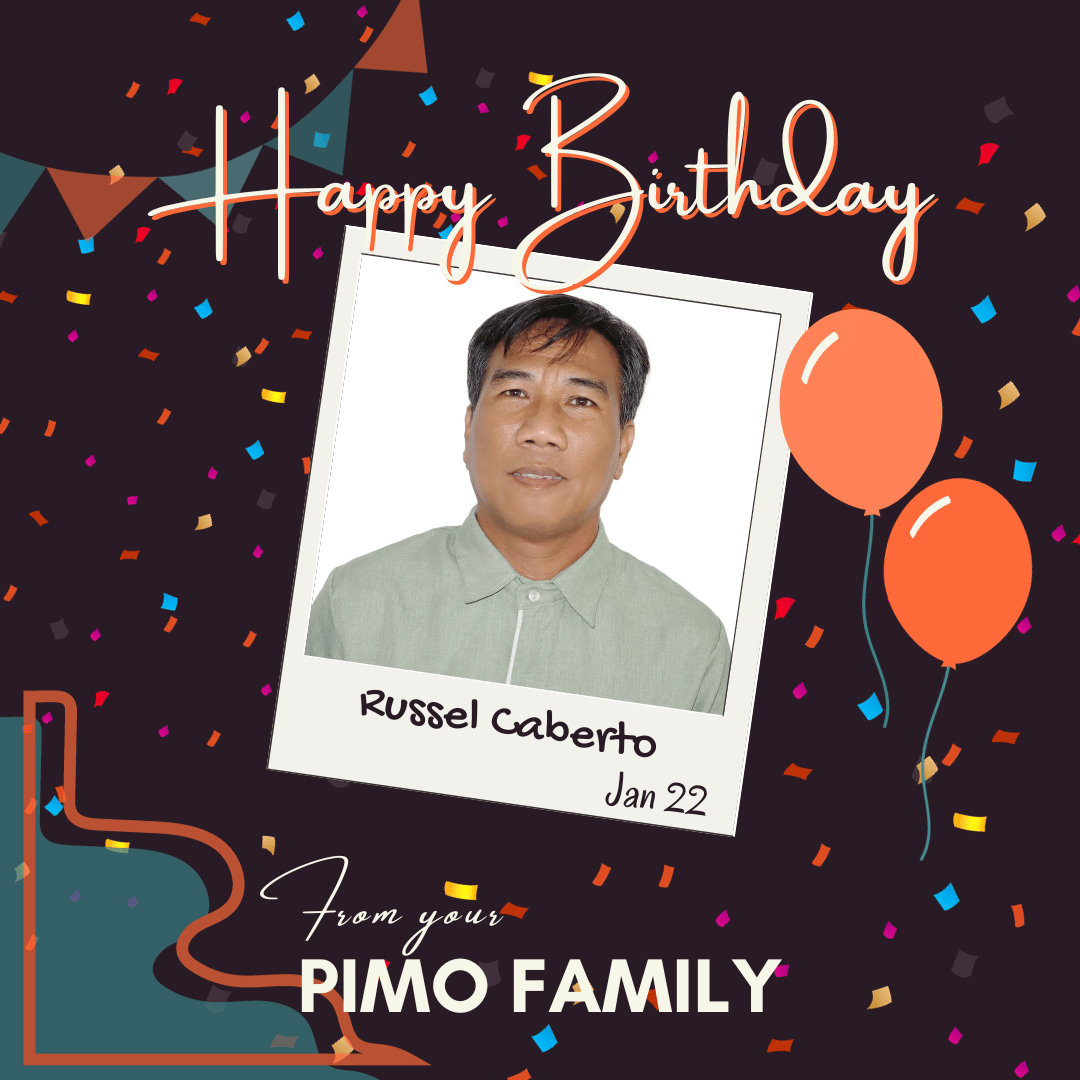 Happy Birthday
Russel Caberto
Jan 22
From your
PIMO FAMILY